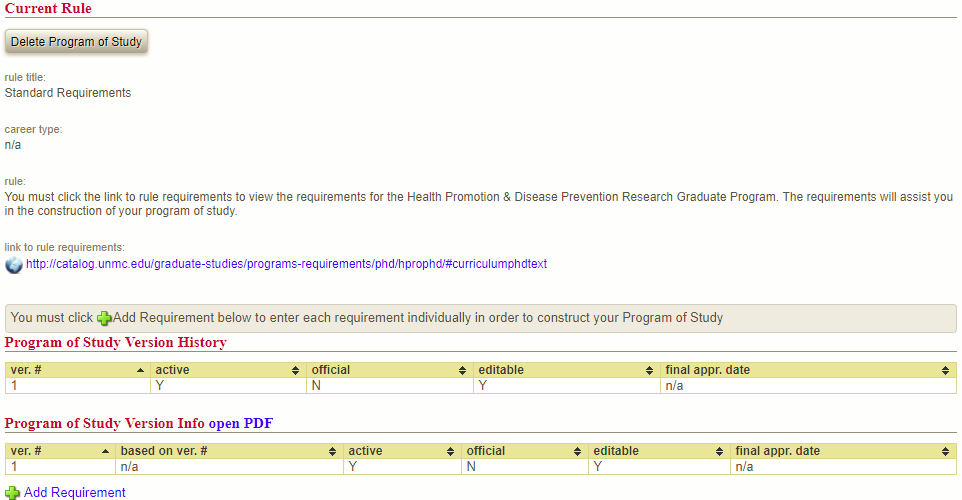 Current Rule
Delete Program of Study
rule title:
Standard Requirements
career type:
n/a
rule:
You must click the link to rule requirements to view the requirements for the Health Promotion & Disease Prevention Research Graduate Program. The requirements will assist you
in the construction of your program of study.
link to rule requirements:
http://catalog.unmc.edu/graduate-studies/programs-requirements/phd/hprophd/#curriculumphdtext
You must click Add Requirement below to enter each requirement individually in order to construct your Program of Study
Program of Study Version History
ver. # active official editable final appr. date
1 Y N Y n/a
Program of Study Version Info open PDF
ver. # based on ver. # active official editable final appr. date
1 n/a Y N Y n/a
Add Requirement